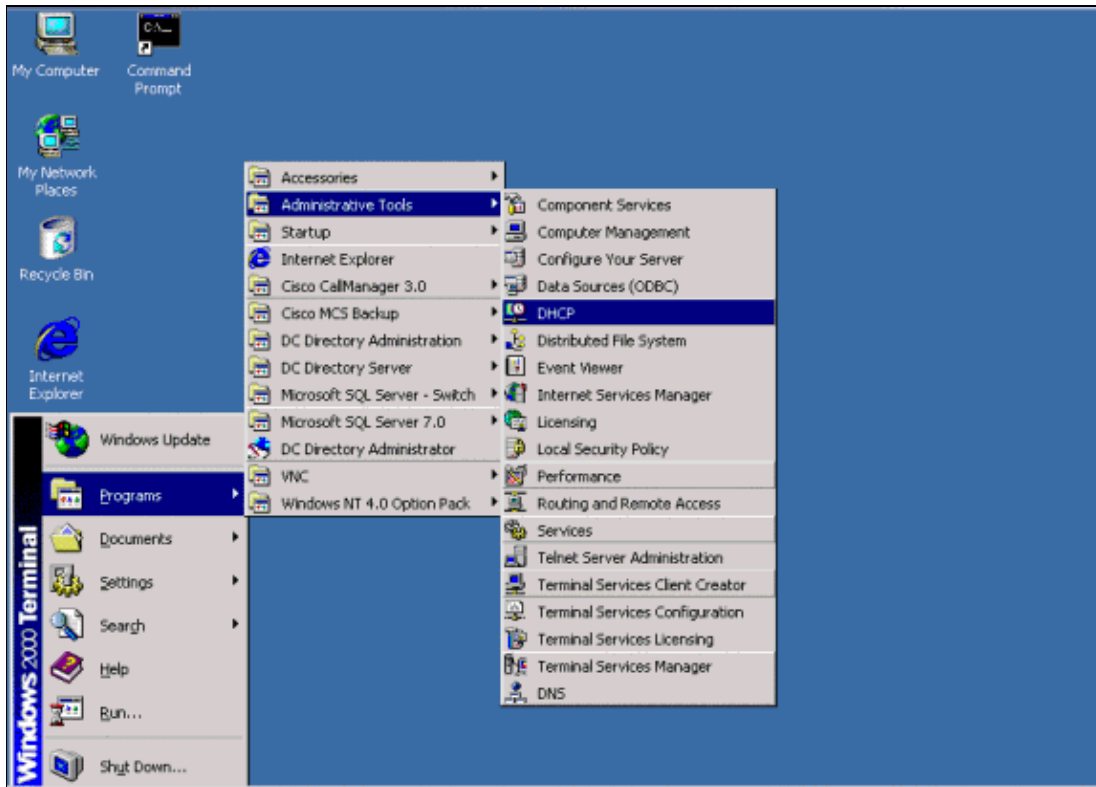 My Computer
Command
Prompt
My Network
Places
Recycle Bin
Internet
Explorer
Windows 2000 Terminal
Windows Update
Programs
Documents
Settings
Search
Help
Run...
Shut Down...
Accessories
Administrative Tools
Startup
Internet Explorer
Cisco CallManager 3.0
Cisco MCS Backup
DC Directory Administration
DC Directory Server
Microsoft SQL Server - Switch
Microsoft SQL Server 7.0
DC Directory Administrator
VNC
Windows NT 4.0 Option Pack
Component Services
Computer Management
Configure Your Server
Data Sources (ODBC)
DHCP
Distributed File System
Event Viewer
Internet Services Manager
Licensing
Local Security Policy
Performance
Routing and Remote Access
Services
Telnet Server Administration
Terminal Services Client Creator
Terminal Services Configuration
Terminal Services Licensing
Terminal Services Manager
DNS